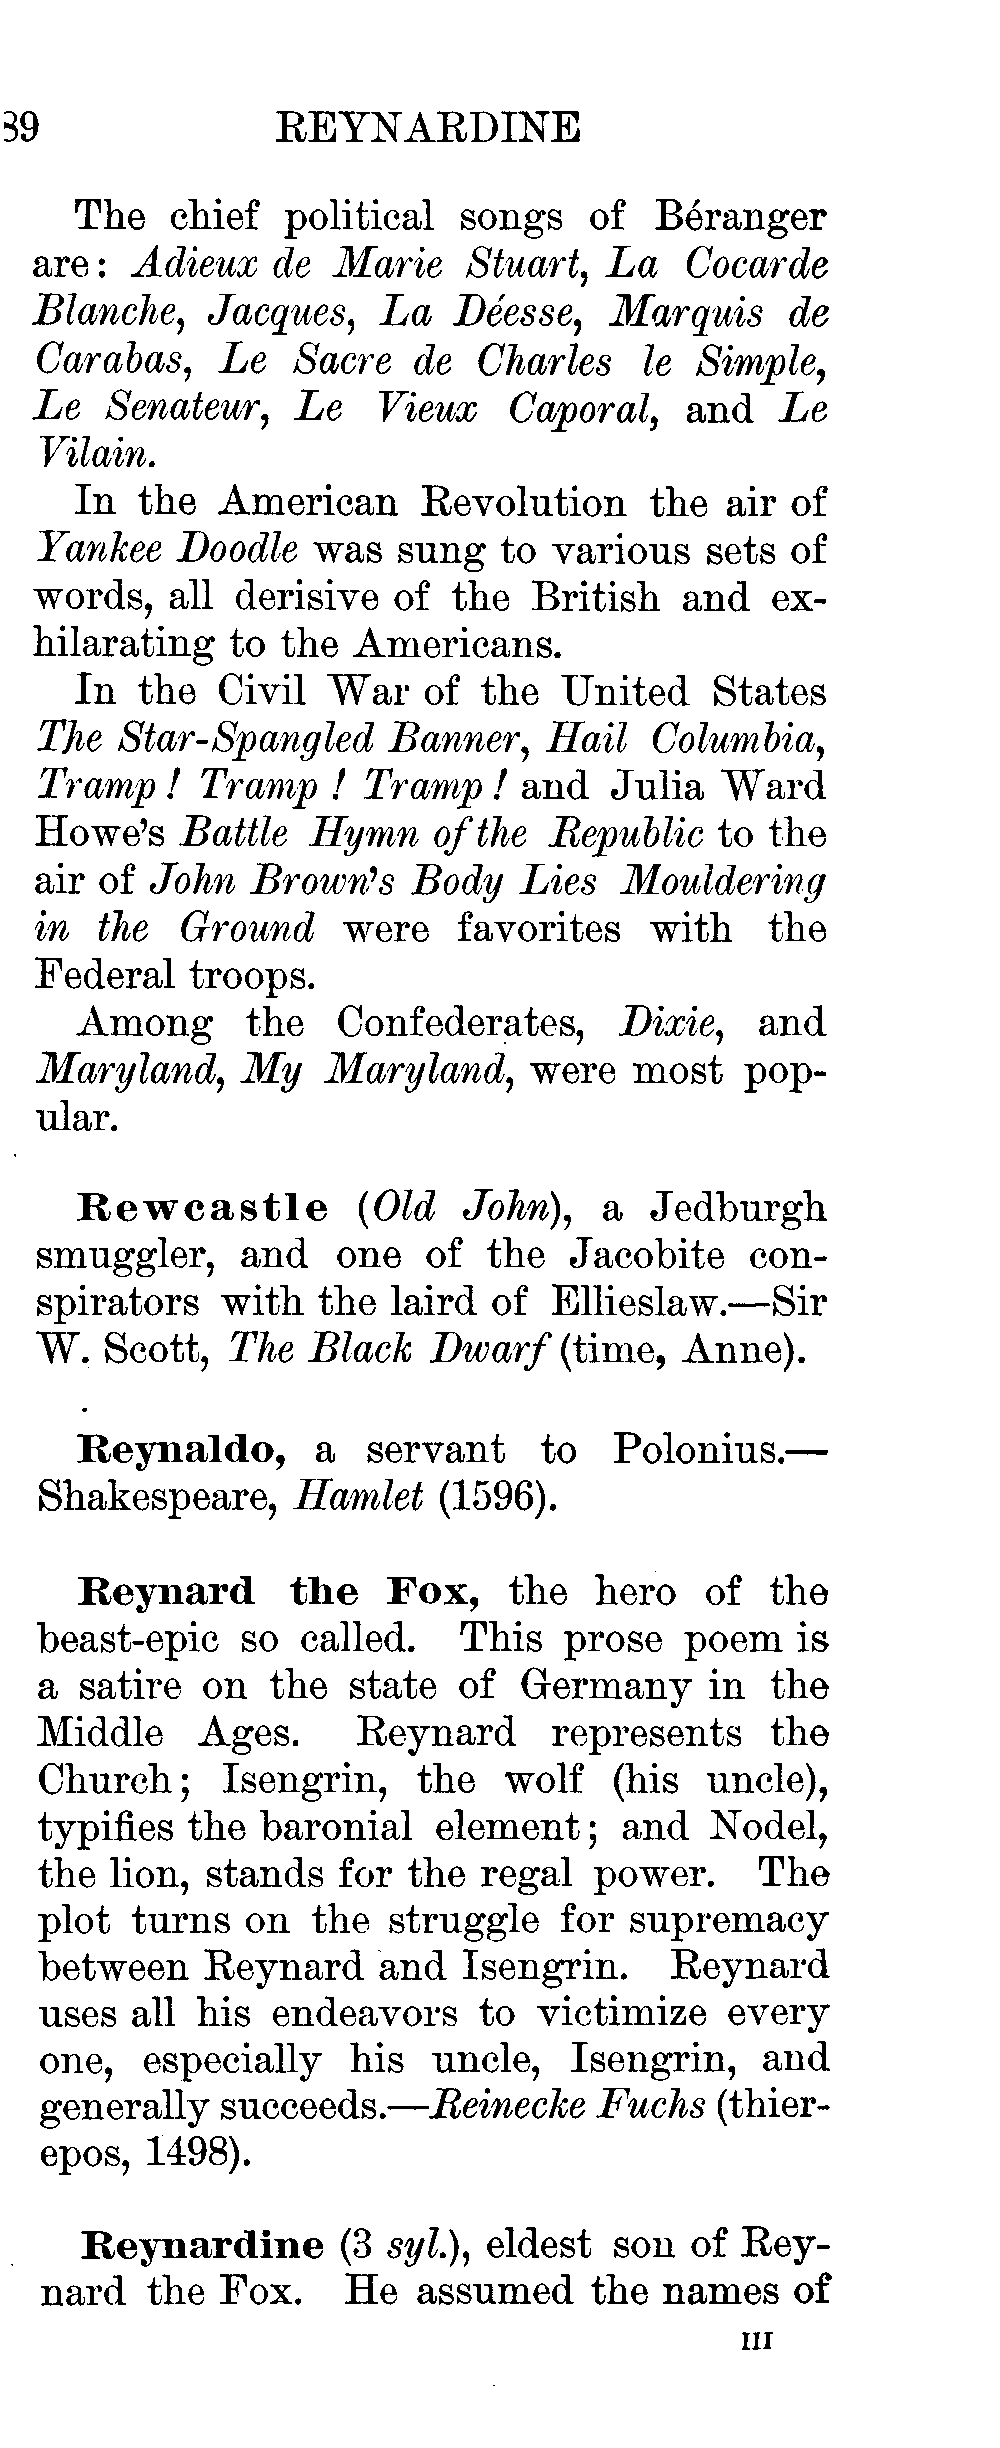 39 REYNARDINE
The chief political songs of Béranger
are: Adieux de Marie Stuart, La Cocarde
Blanche, Jacques, La Déesse, Marquis de
Carabas, Le Sacre de Charles le Simple,
Le Senateur, Le Vieux Caporal, and Le
Vilain.
In the American Revolution the air of
Yankee Doodle was sung to various sets of
words, all derisive of the British and ex-
hilarating to the Americans.
In the Civil War of the United States
The Star-Spangled Banner, Hail Columbia,
Tramp! Tramp! Tramp! and Julia Ward
Howe's Battle Hymn of the Republic to the
air of John Brown's Body Lies Mouldering
in the Ground were favorites with the
Federal troops.
Among the Confederates, Dixie, and
Maryland, My Maryland, were most pop-
ular.
Rewcastle (Old John), a Jedburgh
smuggler, and one of the Jacobite con-
spirators with the laird of Ellieslaw.—Sir
W. Scott, The Black Dwarf (time, Anne).
Reynaldo, a servant to Polonius.—
Shakespeare, Hamlet (1596).
Reynard the Fox, the hero of the
beast-epic so called. This prose poem is
a satire on the state of Germany in the
Middle Ages. Reynard represents the
Church; Isengrin, the wolf (his uncle),
typifies the baronial element; and Nodel,
the lion, stands for the regal power. The
plot turns on the struggle for supremacy
between Reynard and Isengrin. Reynard
uses all his endeavors to victimize every
one, especially his uncle, Isengrin, and
generally succeeds.—Reinecke Fuchs (thier-
epos, 1498).
Reynardine (3 syl.), eldest son of Rey-
nard the Fox. He assumed the names of
III